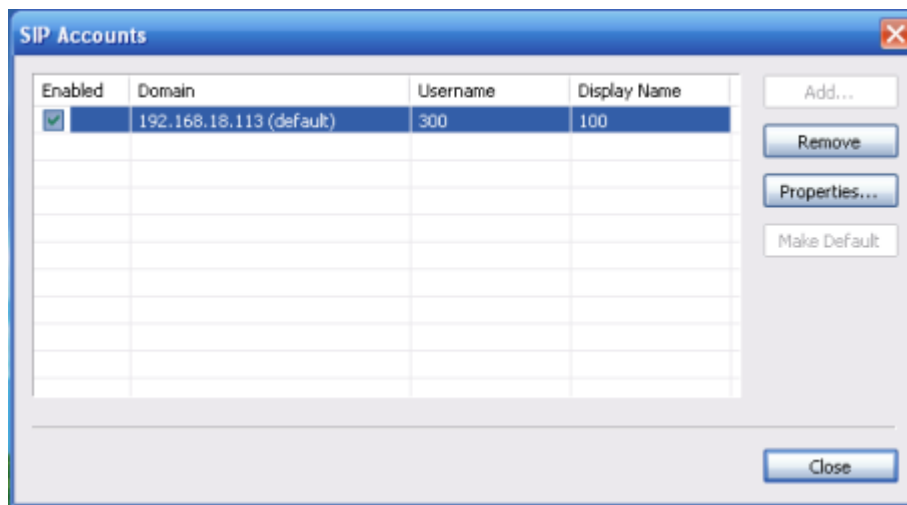 SIP Accounts
Enabled Domain Username Display Name
192.168.18.113 (default) 300 100
Add...
Remove
Properties...
Make Default
Close